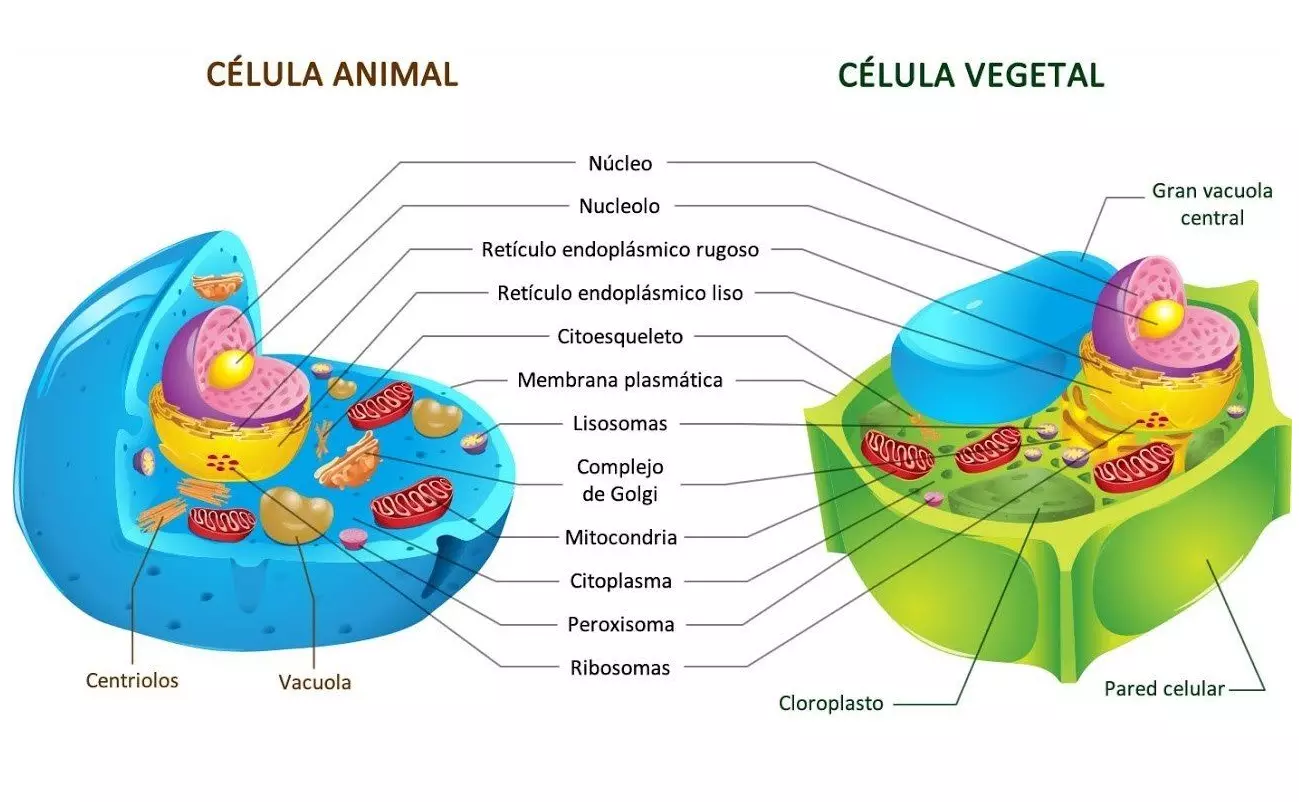 CÉLULA ANIMAL
CÉLULA VEGETAL
Núcleo
Nucleolo
Retículo endoplásmico rugoso
Retículo endoplásmico liso
Citoesqueleto
Membrana plasmática
Lisosomas
Complejo
de Golgi
Mitocondria
Citoplasma
Peroxisoma
Ribosomas
Centriolos
Vacuola
Gran vacuola
central
Cloroplasto
Pared celular